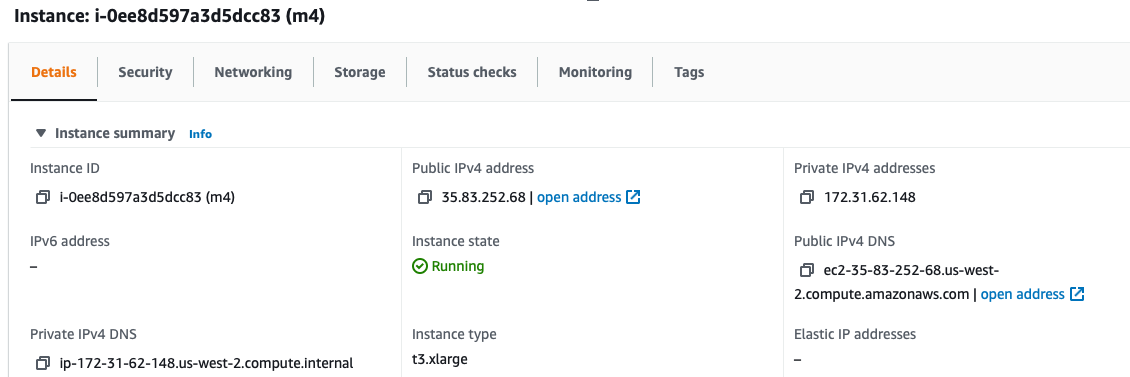 Instance: i-0ee8d597a3d5dcc83 (m4)
Details Security Networking Storage Status checks Monitoring Tags
Instance summary Info
Instance ID
i-0ee8d597a3d5dcc83 (m4)
Public IPv4 address
35.83.252.68 | open address
Private IPv4 addresses
172.31.62.148
IPv6 address
–
Instance state
Running
Public IPv4 DNS
ec2-35-83-252-68.us-west-
2.compute.amazonaws.com | open address
Private IPv4 DNS
ip-172-31-62-148.us-west-2.compute.internal
Instance type
t3.xlarge
Elastic IP addresses
–